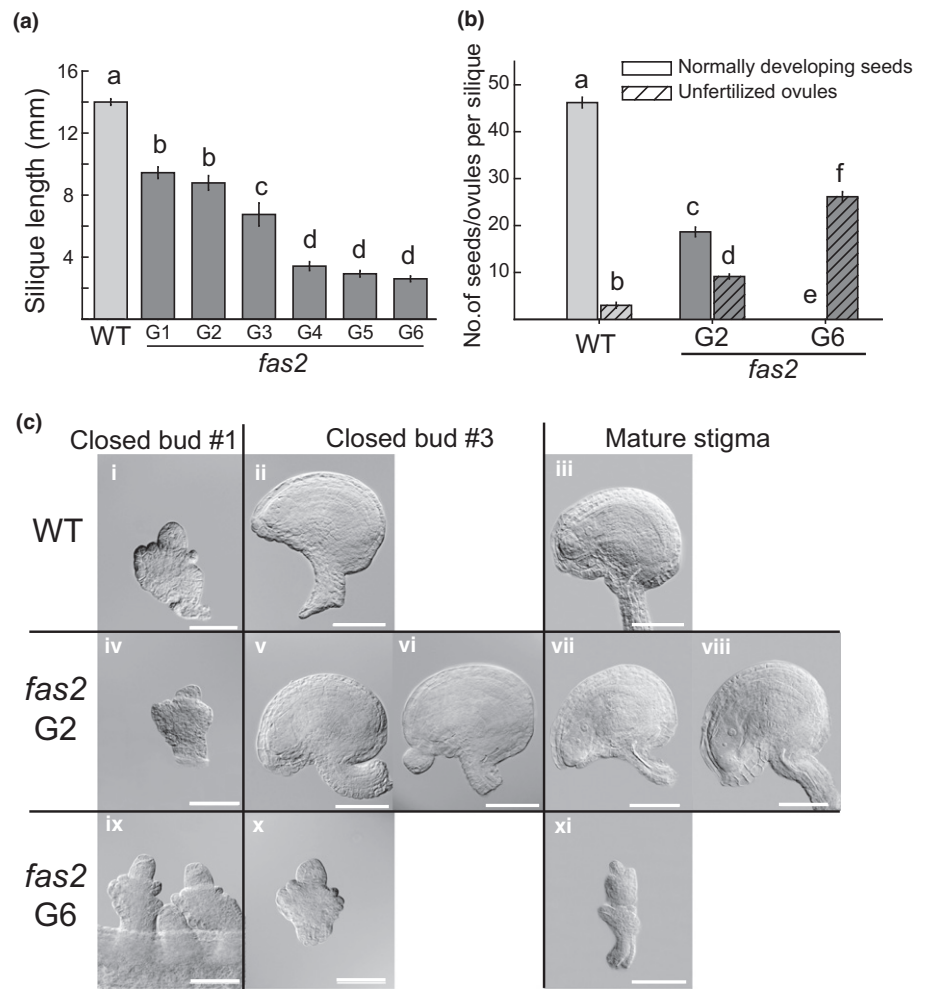 (a)
Silique length (mm)
16
12
8
4
a
b
b
c
d
d
d
WT
G1 G2 G3 G4 G5 G6
fas2
(b)
No.of seeds/ovules per silique
50
40
30
20
10
Normally developing seeds
Unfertilized ovules
a
b
c
d
e
f
WT
G2
G6
fas2
(c)
Closed bud #1
Closed bud #3
Mature stigma
WT
i
ii
iii
fas2
G2
iv
v
vi
vii
viii
fas2
G6
ix
x
xi